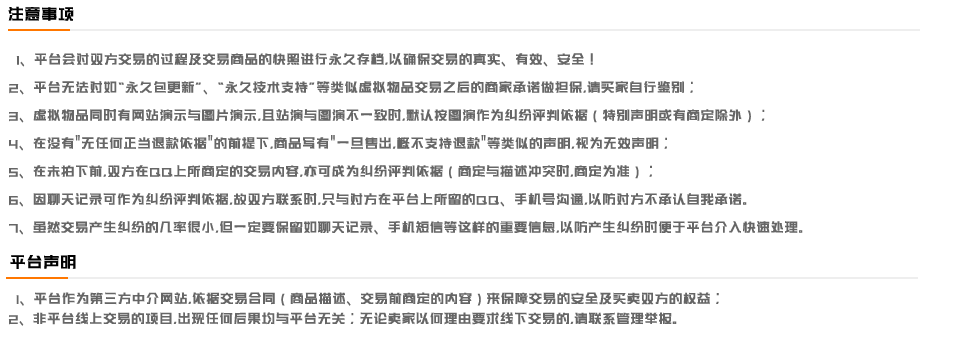 注意事项
1、平台会对双方交易的过程及交易商品的快照进行永久存档,以确保交易的真实、有效、安全！
2、平台无法对如“永久包更新”、“永久技术支持”等类似虚拟物品交易之后的商家承诺做担保,请买家自行鉴别；
3、虚拟物品同时有网站演示与图片演示,且站演与图演不一致时,默认按图演作为纠纷评判依据（特别声明或有商定除外）；
4、在没有"无任何正当退款依据"的前提下,商品写有"一旦售出,概不支持退款"等类似的声明,视为无效声明；
5、在未拍下前,双方在QQ上所商定的交易内容,亦可成为纠纷评判依据（商定与描述冲突时,商定为准）；
6、因聊天记录可作为纠纷评判依据,故双方联系时,只与对方在平台上所留的QQ、手机号沟通,以防对方不承认自我承诺。
7、虽然交易产生纠纷的几率很小,但一定要保留如聊天记录、手机短信等这样的重要信息,以防产生纠纷时便于平台介入快速处理。
平台声明
1、平台作为第三方中介网站,依据交易合同（商品描述、交易前商定的内容）来保障交易的安全及买卖双方的权益；
2、非平台线上交易的项目,出现任何后果均与平台无关；无论卖家以何理由要求线下交易的,请联系管理举报。